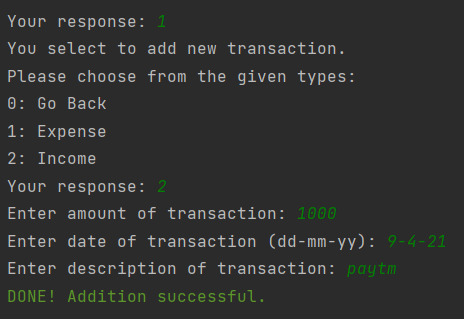 Your response: 1
You select to add new transaction.
Please choose from the given types:
0: Go Back
1: Expense
2: Income
Your response: 2
Enter amount of transaction: 1000
Enter date of transaction (dd-mm-yy): 9-4-21
Enter description of transaction: paytm
DONE! Addition successful.